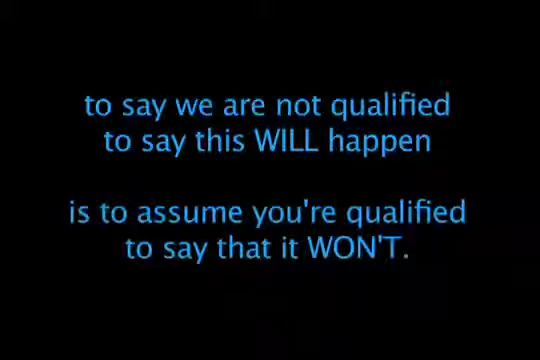 to say we are not qualified
to say this WILL happen
is to assume you're qualified
to say that it WON'T.